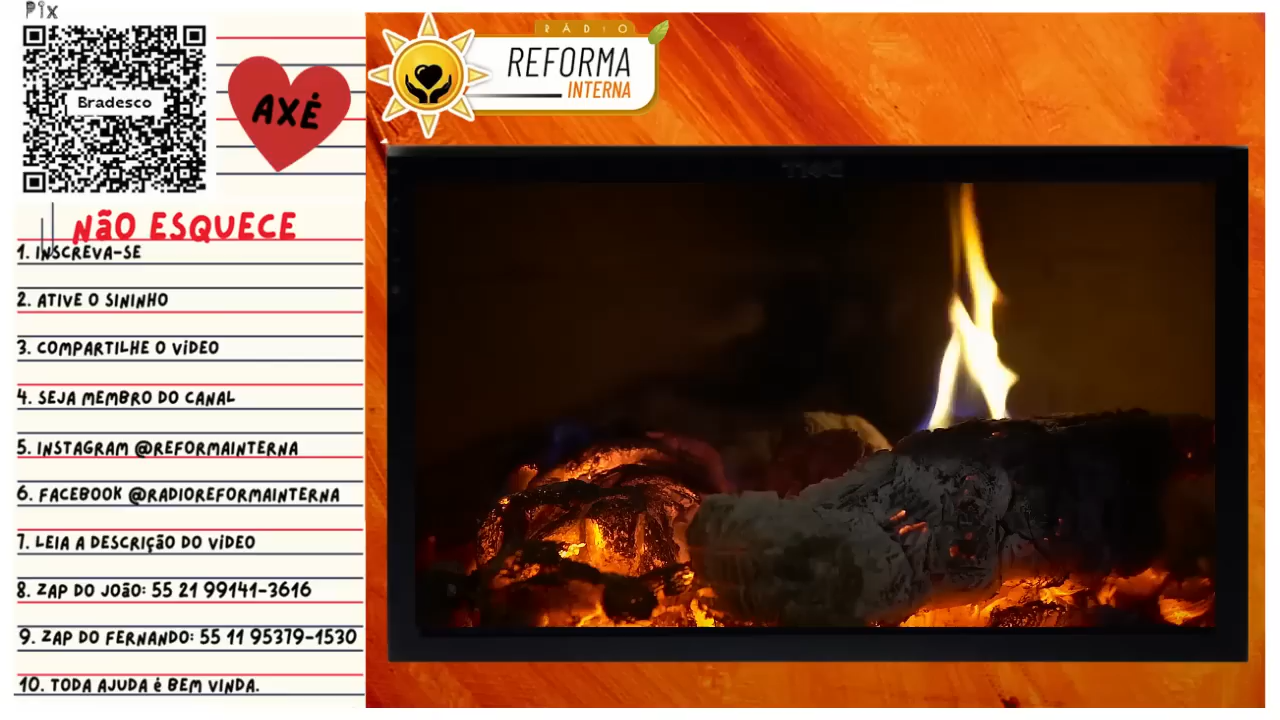 Pix
Bradesco
AXÉ
NÃO ESQUECE
1. INSCREVA-SE
2. ATIVE O SININHO
3. COMPARTILHE O VÍDEO
4. SEJA MEMBRO DO CANAL
5. INSTAGRAM @REFORMAINTERNA
6. FACEBOOK @RADIOREFORMAINTERNA
7. LEIA A DESCRIÇÃO DO VÍDEO
8. ZAP DO JOÃO: 55 21 99141-3616
9. ZAP DO FERNANDO: 55 11 95379-1530
10. TODA AJUDA É BEM VINDA.
RÁDIO
REFORMA
INTERNA